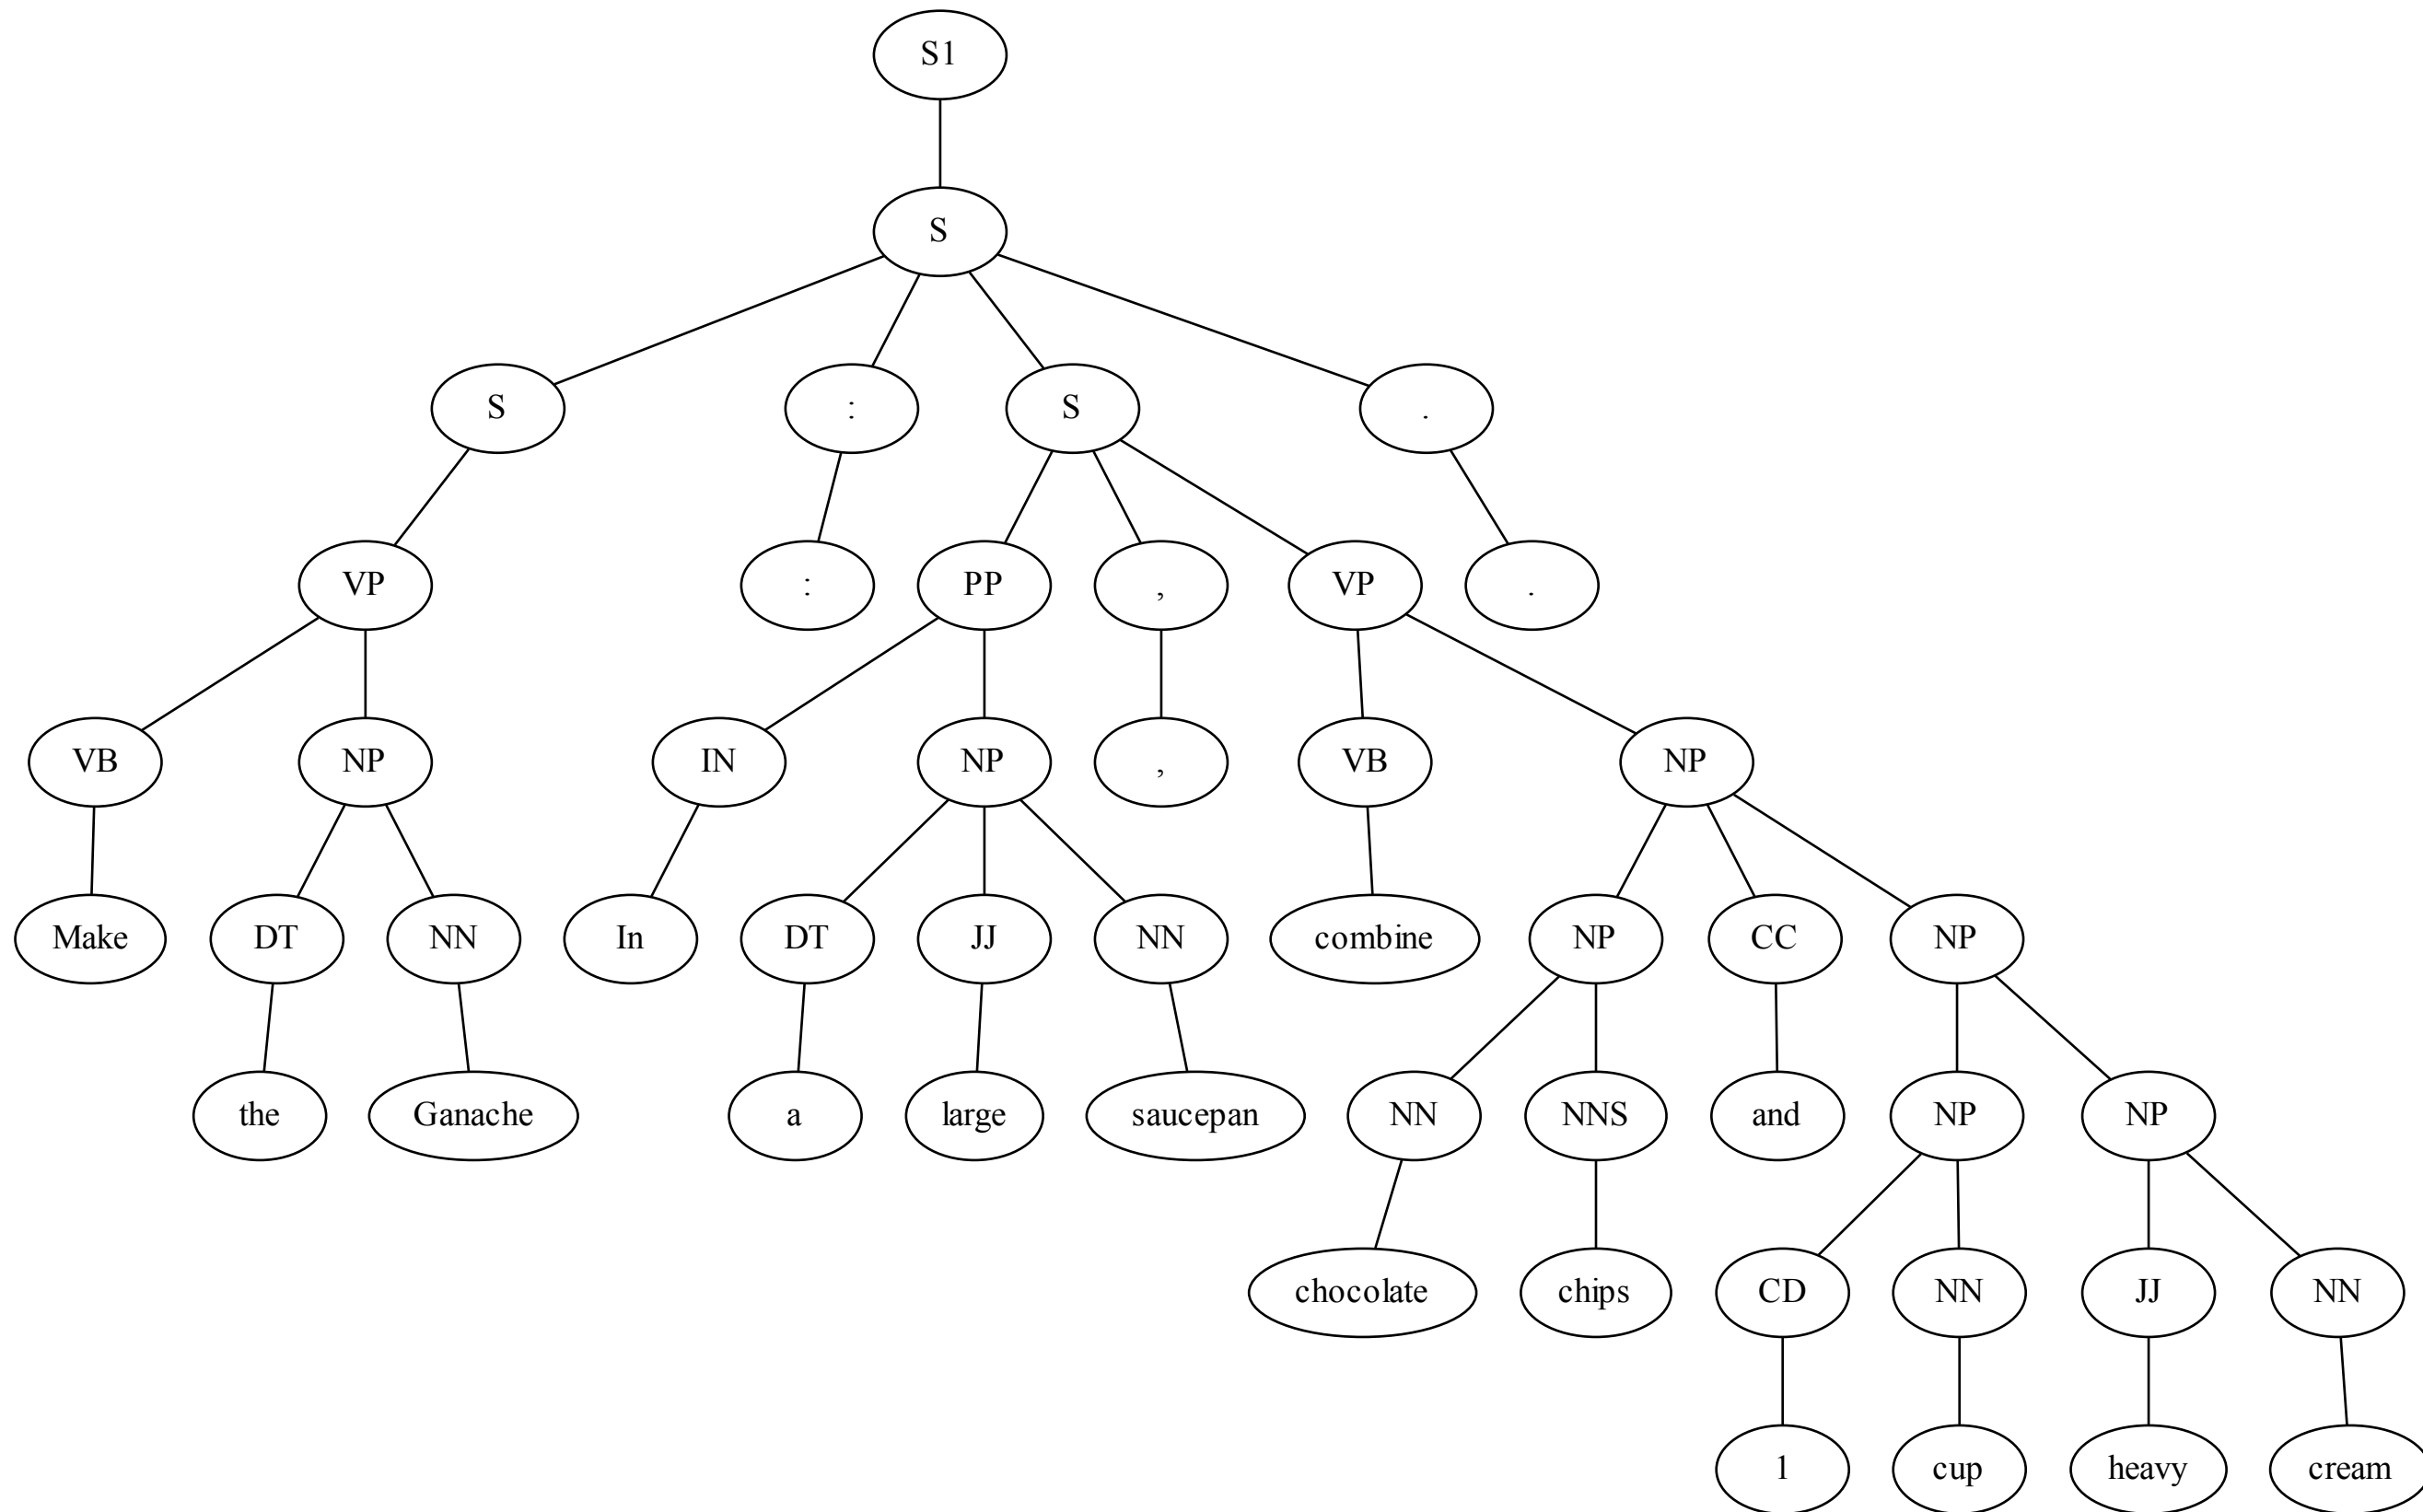 S1
S
S : S .
VP : PP , VP .
VB NP IN NP , VB NP
Make DT NN In DT JJ NN combine NP CC NP
the Ganache a large saucepan NN NNS and NP NP
chocolate chips CD NN JJ NN
1 cup heavy cream